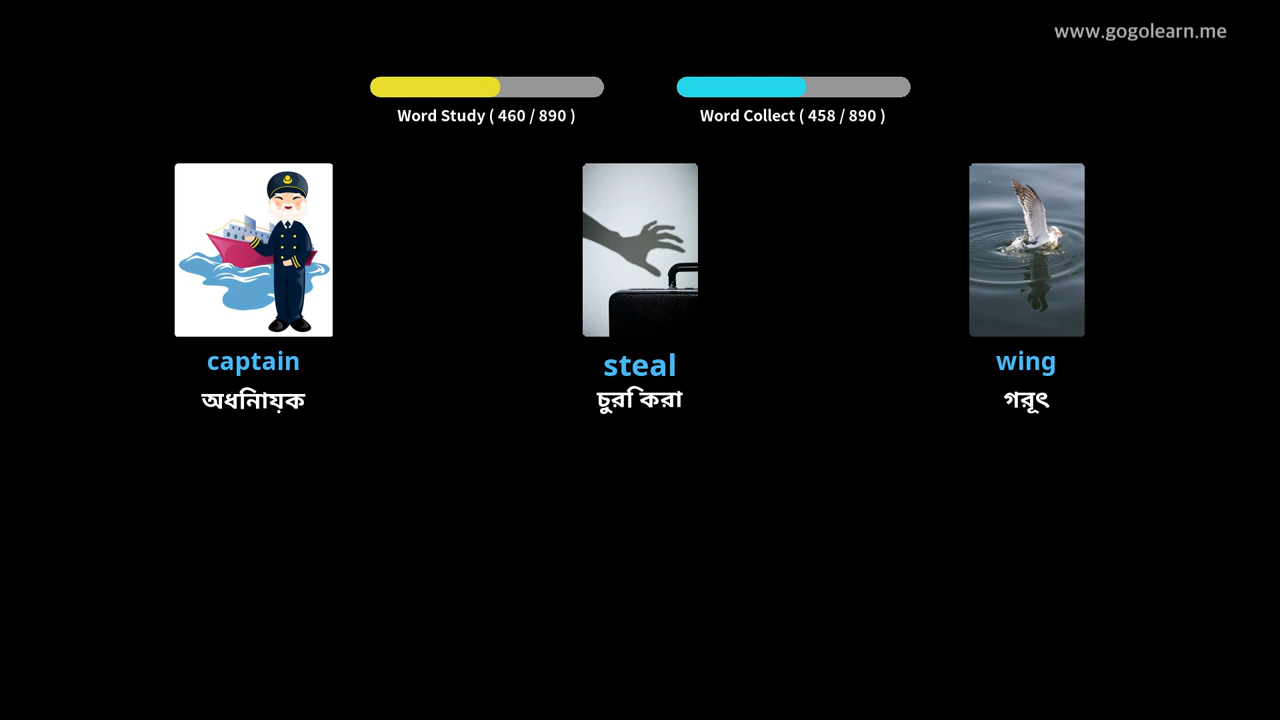 www.gogolearn.me
Word Study ( 460 / 890 )
Word Collect ( 458 / 890 )
captain
steal
wing
অধিনায়ক
চুরি করা
গরূৎ